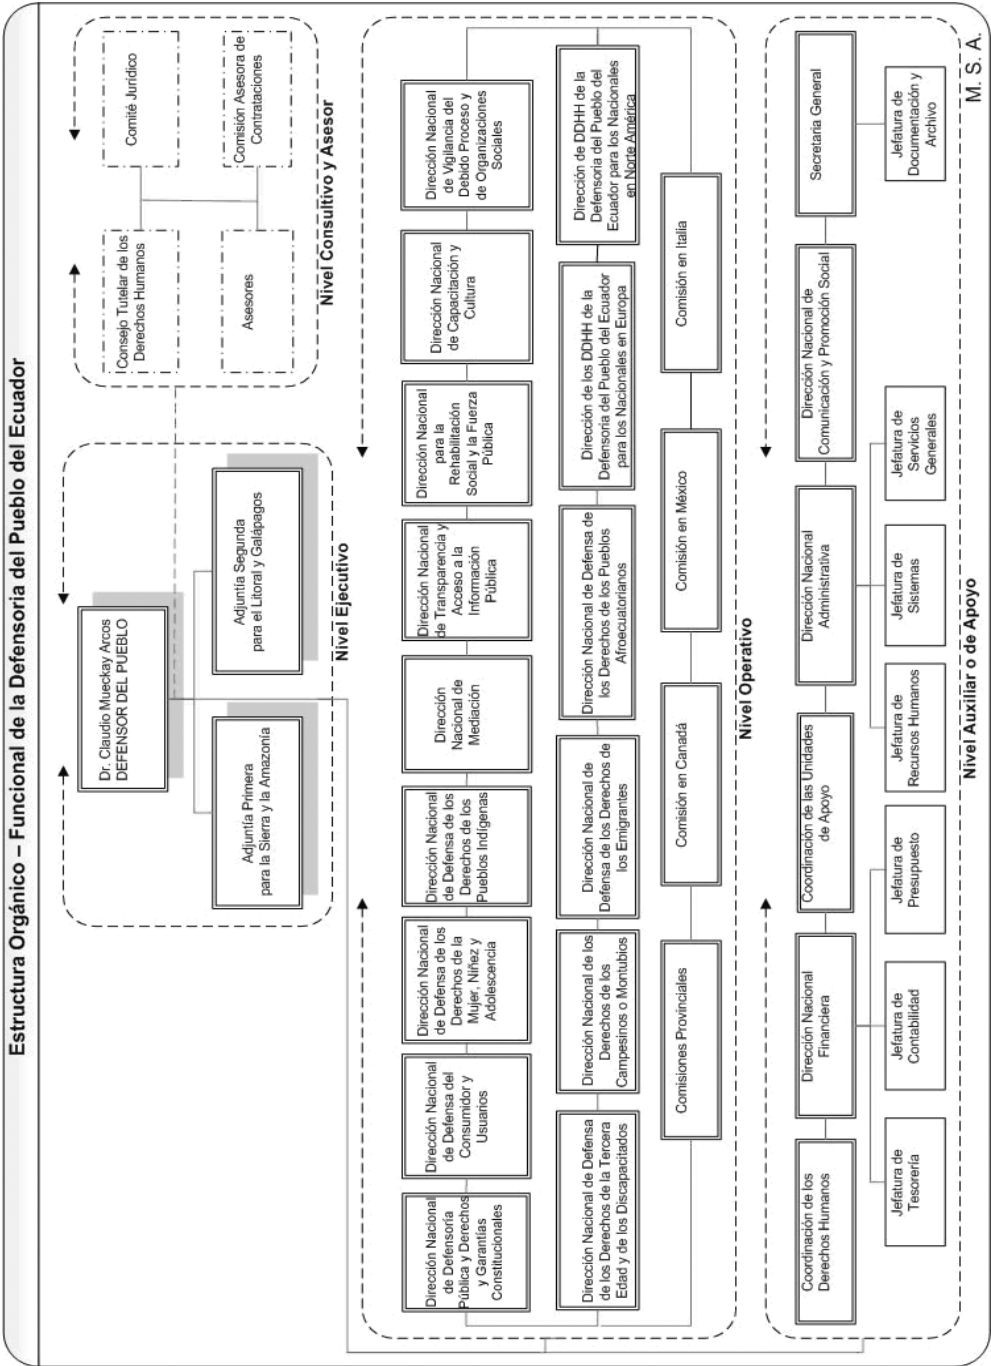 Estructura Orgánico – Funcional de la Defensoria del Pueblo del Ecuador
Dr. Claudio Mueckay Arcos
DEFENSOR DEL PUEBLO
Adjuntía Primera
para la Sierra y la Amazonía
Adjuntía Segunda
para el Litoral y Galápagos
Nivel Ejecutivo
Consejo Tutelar de los
Derechos Humanos
Comité Jurídico
Asesores
Comisión Asesora de
Contrataciones
Nivel Consultivo y Asesor
Dirección Nacional
de Defensoría
Pública y Derechos
y Garantías
Constitucionales
Dirección Nacional
de Defensa del
Consumidor y
Usuarios
Dirección Nacional
de Defensa de los
Derechos de la
Mujer, Niñez y
Adolescencia
Dirección Nacional
de Defensa de los
Derechos de los
Pueblos Indígenas
Dirección
Nacional de
Mediación
Dirección Nacional
de Transparencia y
Acceso a la
Información
Pública
Dirección Nacional
para la
Rehabilitación
Social y la Fuerza
Pública
Dirección Nacional
de Capacitación y
Cultura
Dirección Nacional
de Vigilancia del
Debido Proceso y
de Organizaciones
Sociales
Dirección Nacional de Defensa
de los Derechos de la Tercera
Edad y de los Discapacitados
Dirección Nacional de los
Derechos de los
Campesinos o Montubios
Dirección Nacional de
Defensa de los Derechos de
los Emigrantes
Dirección Nacional de Defensa de
los Derechos de los Pueblos
Afroecuatorianos
Dirección de los DDHH de la
Defensoría del Pueblo del Ecuador
para los Nacionales en Europa
Dirección de DDHH de la
Defensoria del Pueblo del
Ecuador para los Nacionales
en Norte América
Comisiones Provinciales
Comisión en Canadá
Comisión en México
Comisión en Italia
Nivel Operativo
Coordinación de los
Derechos Humanos
Dirección Nacional
Financiera
Coordinación de las Unidades
de Apoyo
Dirección Nacional
Administrativa
Dirección Nacional de
Comunicación y Promoción Social
Secretaria General
Jefatura de
Tesorería
Jefatura de
Contabilidad
Jefatura de
Presupuesto
Jefatura de
Recursos Humanos
Jefatura de
Sistemas
Jefatura de
Servicios
Generales
Jefatura de
Documentación y
Archivo
Nivel Auxiliar o de Apoyo
M. S. A.